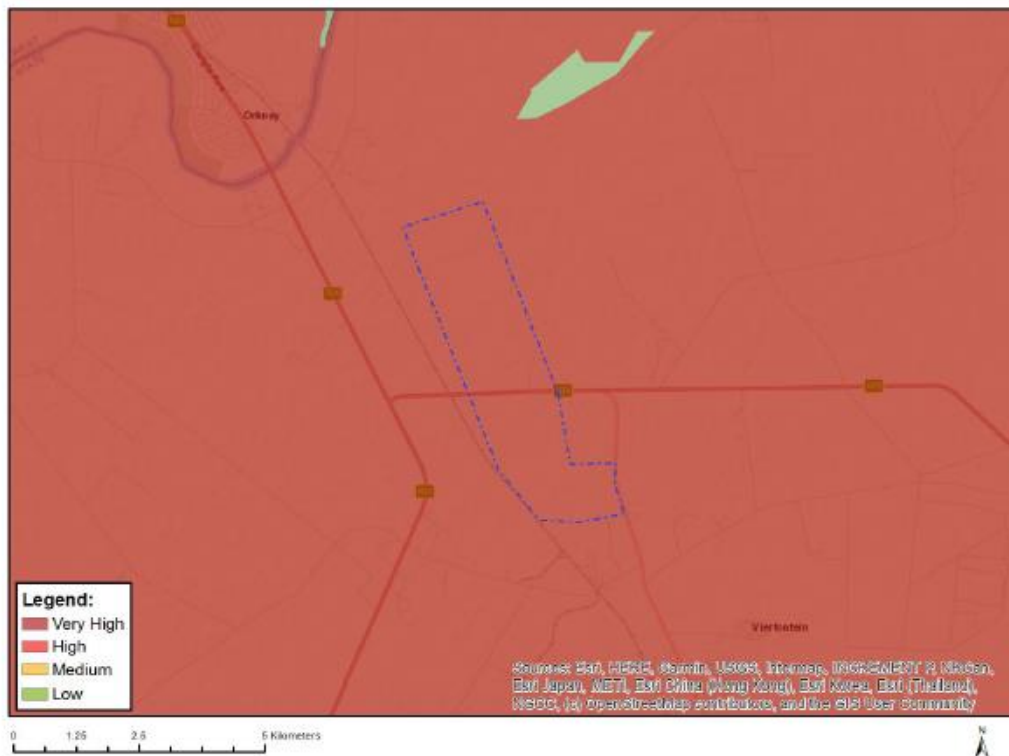 Orkney
Vierfontein
Legend:
Very High
High
Medium
Low
Sources: Esri, HERE, Garmin, USGS, Intermap, INCREMENT P, NRCan,
Esri Japan, METI, Esri China (Hong Kong), Esri Korea, Esri (Thailand),
NGCC, (c) OpenStreetMap contributors, and the GIS User Community
0 1.25 2.5 5 Kilometers
N